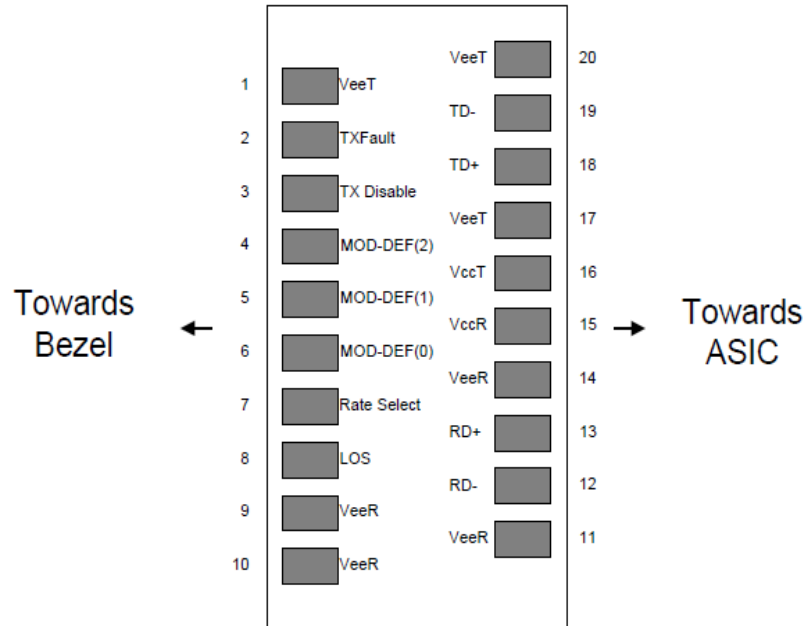 VeeT 20
1 VeeT
TD- 19
2 TXFault
TD+ 18
3 TX Disable
VeeT 17
4 MOD-DEF(2)
VccT 16
5 MOD-DEF(1)
Towards
Bezel
VccR 15
Towards
ASIC
6 MOD-DEF(0)
VeeR 14
7 Rate Select
RD+ 13
8 LOS
RD- 12
9 VeeR
VeeR 11
10 VeeR